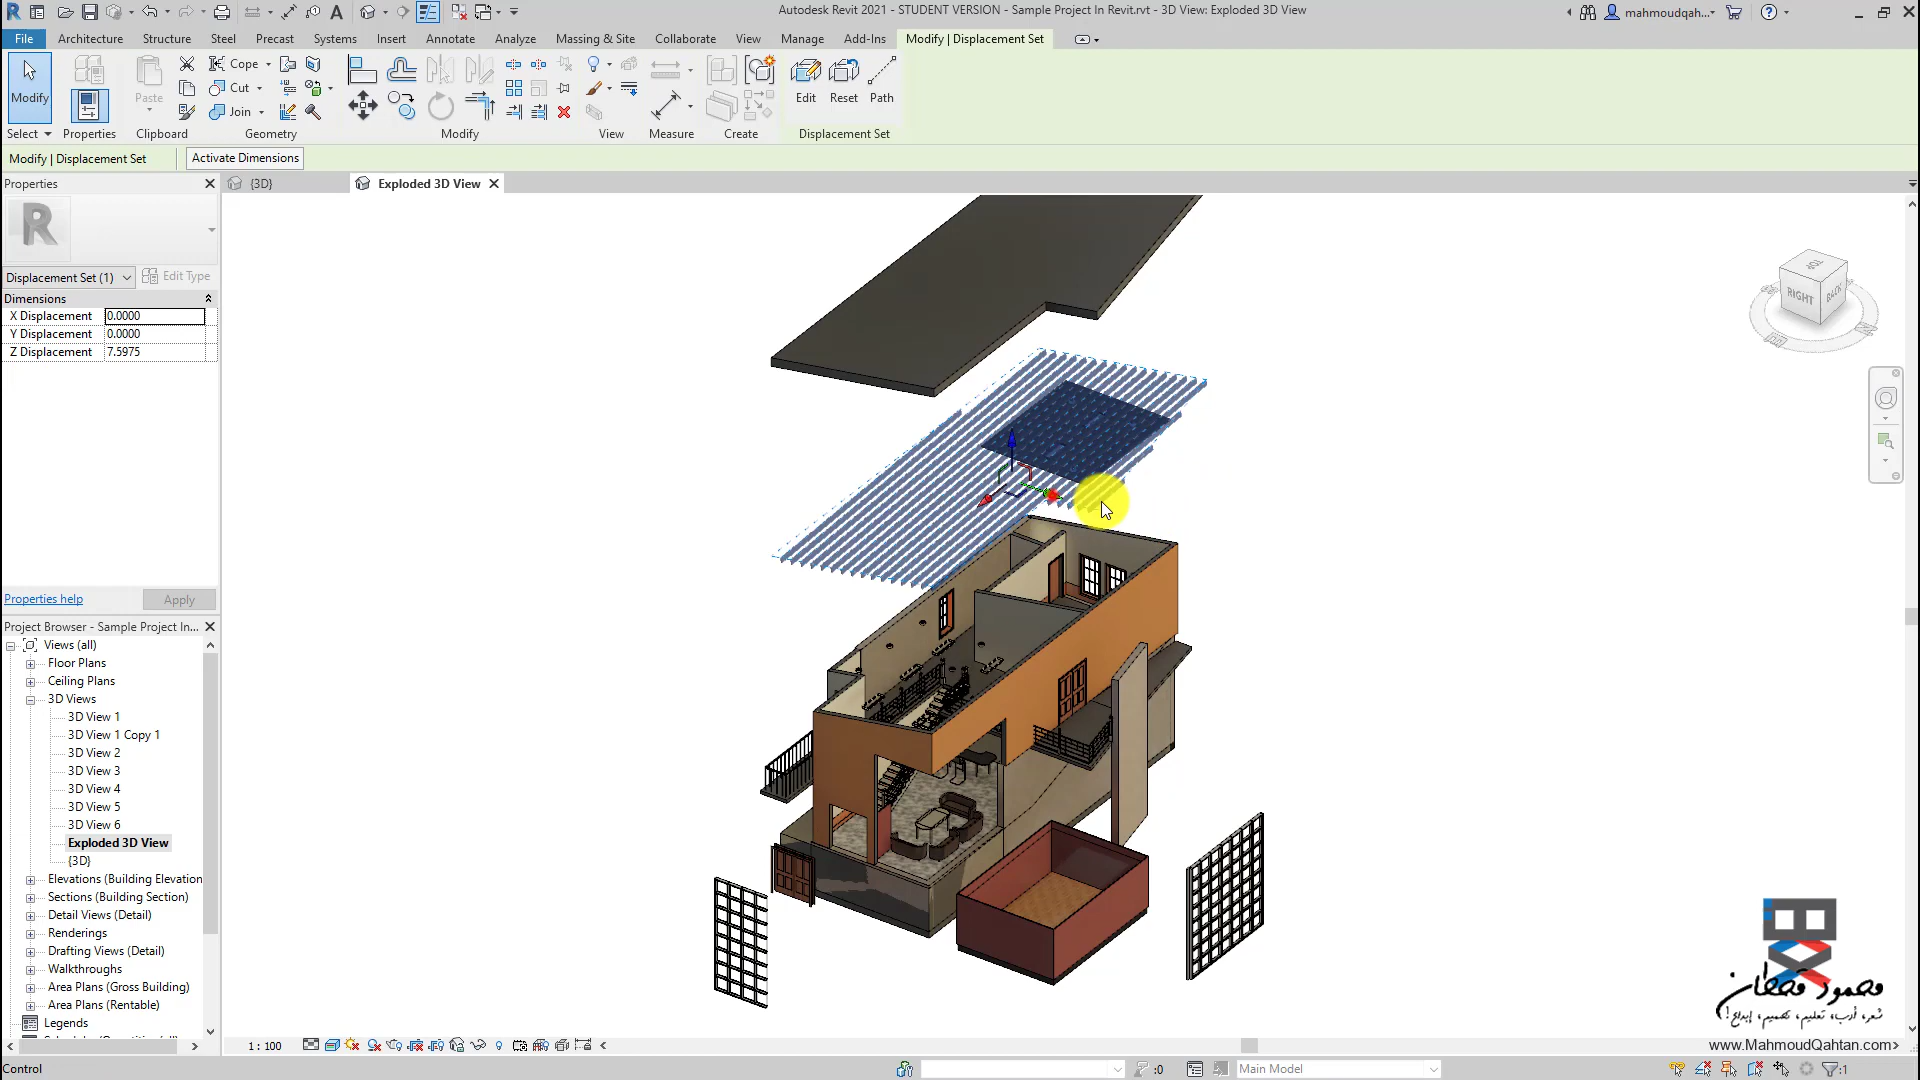 Autodesk Revit 2021 - STUDENT VERSION - Sample Project In Revit.rvt - 3D View: Exploded 3D View
mahmoudqah...
File
Architecture
Structure
Steel
Precast
Systems
Insert
Annotate
Analyze
Massing & Site
Collaborate
View
Manage
Add-Ins
Modify | Displacement Set
Modify
Paste
Cope
Cut
Join
Edit
Reset
Path
Select
Properties
Clipboard
Geometry
Modify
View
Measure
Create
Displacement Set
Modify | Displacement Set
Activate Dimensions
Properties
{3D}
Exploded 3D View
R
Displacement Set (1)
Edit Type
Dimensions
X Displacement 0.0000
Y Displacement 0.0000
Z Displacement 7.5975
TOP
RIGHT
BACK
Properties help
Apply
Project Browser - Sample Project In...
Views (all)
Floor Plans
Ceiling Plans
3D Views
3D View 1
3D View 1 Copy 1
3D View 2
3D View 3
3D View 4
3D View 5
3D View 6
Exploded 3D View
{3D}
Elevations (Building Elevation
Sections (Building Section)
Detail Views (Detail)
Renderings
Drafting Views (Detail)
Walkthroughs
Area Plans (Gross Building)
Area Plans (Rentable)
Legends
محمود قحطان
شعر، أدب، تعليم، تصميم، إبداع!
www.MahmoudQahtan.com>
1 : 100
Control
:0
Main Model
:1